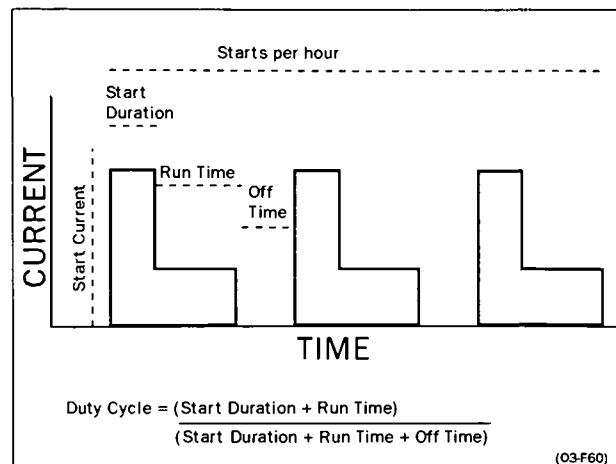 Starts per hour
Start
Duration
Run Time
Off
Time
Start Current
CURRENT
TIME
Duty Cycle = (Start Duration + Run Time)
(Start Duration + Run Time + Off Time)
(O3-F60)